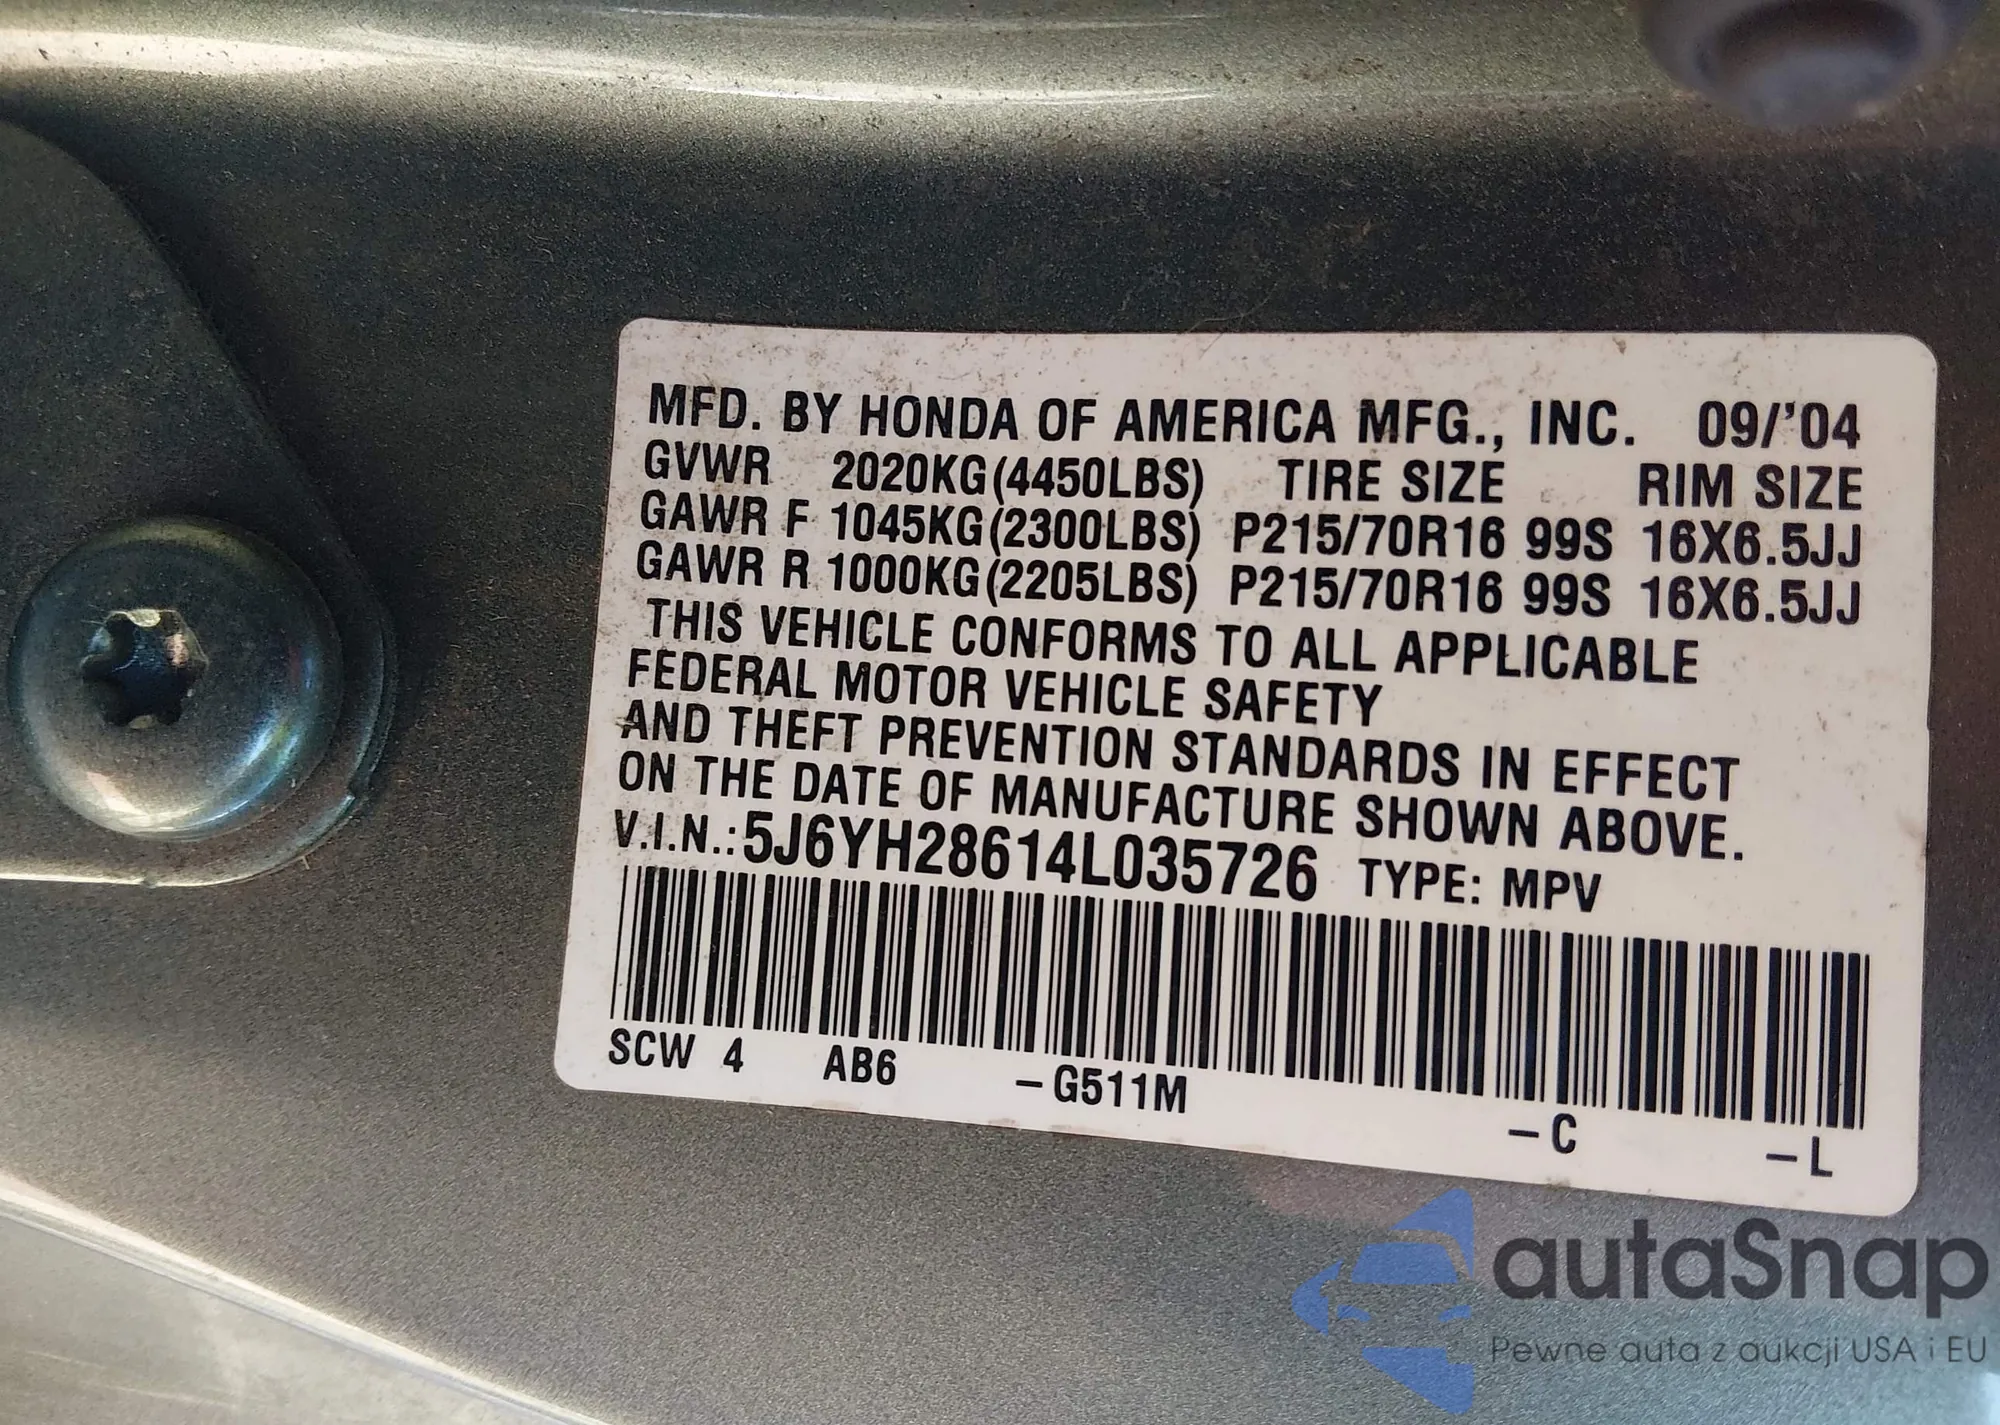 MFD. BY HONDA OF AMERICA MFG., INC. 09/'04
GVWR 2020KG(4450LBS) TIRE SIZE RIM SIZE
GAWR F 1045KG(2300LBS) P215/70R16 99S 16X6.5JJ
GAWR R 1000KG(2205LBS) P215/70R16 99S 16X6.5JJ
THIS VEHICLE CONFORMS TO ALL APPLICABLE
FEDERAL MOTOR VEHICLE SAFETY
AND THEFT PREVENTION STANDARDS IN EFFECT
ON THE DATE OF MANUFACTURE SHOWN ABOVE.
V.I.N.: 5J6YH28614L035726 TYPE: MPV
SCW 4 AB6 -G511M -C -L
autaSnap
Pewne auta z aukcji USA i EU